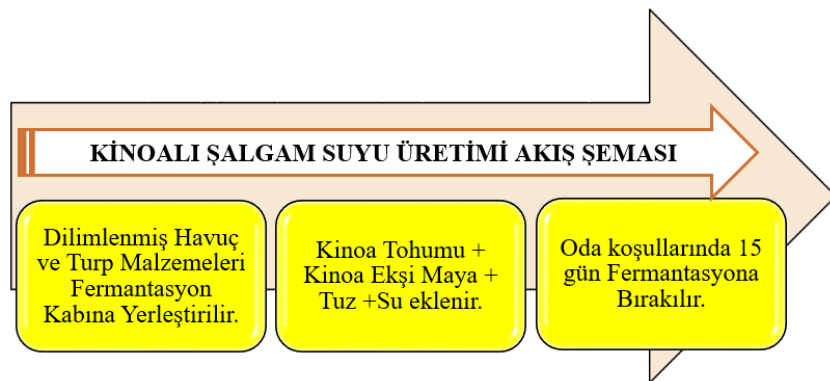 KİNOALI ŞALGAM SUYU ÜRETİMİ AKIŞ ŞEMASI
Dilimlenmiş Havuç
ve Turp Malzemeleri
Fermantasyon
Kabına Yerleştirilir.
Kinoa Tohumu +
Kinoa Ekşi Maya +
Tuz +Su eklenir.
Oda koşullarında 15
gün Fermantasyona
Bırakılır.